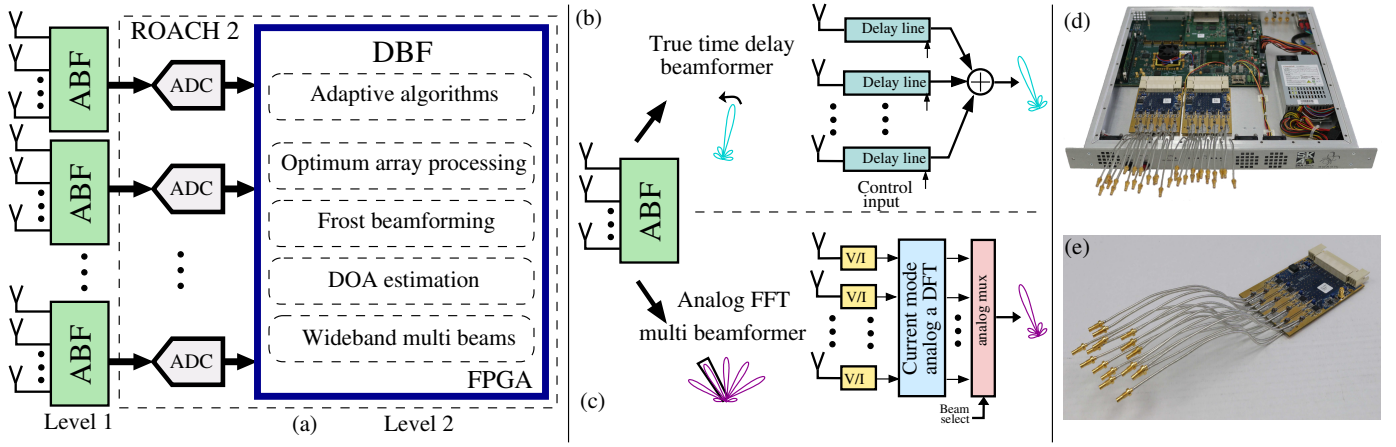 ROACH 2
ABF
ADC
ABF
ADC
ABF
ADC
DBF
Adaptive algorithms
Optimum array processing
Frost beamforming
DOA estimation
Wideband multi beams
FPGA
Level 1
(a)
Level 2
(b)
True time delay
beamformer
ABF
Delay line
Delay line
Delay line
Control
input
Analog FFT
multi beamformer
(c)
V/I
V/I
V/I
Current mode
analog a DFT
analog mux
Beam
select
(d)
(e)